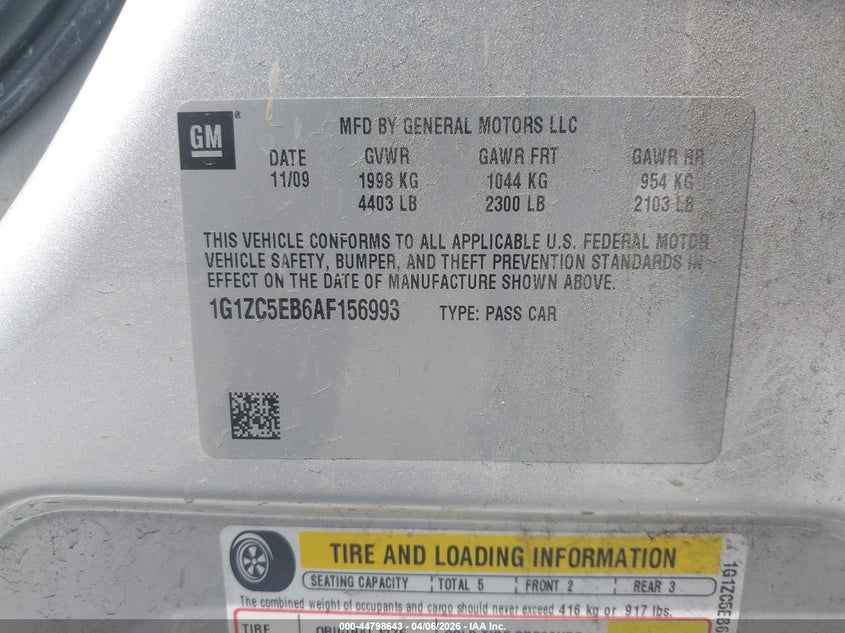 GM ®
MFD BY GENERAL MOTORS LLC
DATE GVWR GAWR FRT GAWR RR
11/09 1998 KG 1044 KG 954 KG
4403 LB 2300 LB 2103 LB
THIS VEHICLE CONFORMS TO ALL APPLICABLE U.S. FEDERAL MOTOR
VEHICLE SAFETY, BUMPER, AND THEFT PREVENTION STANDARDS IN
EFFECT ON THE DATE OF MANUFACTURE SHOWN ABOVE.
1G1ZC5EB6AF156993 TYPE: PASS CAR
TIRE AND LOADING INFORMATION
SEATING CAPACITY TOTAL 5 FRONT 2 REAR 3
The combined weight of occupants and cargo should never exceed 416 kg or 917 lbs.
TIRE
1G1ZC5EB6
000-44798643 - 04/06/2026 - IAA, Inc.